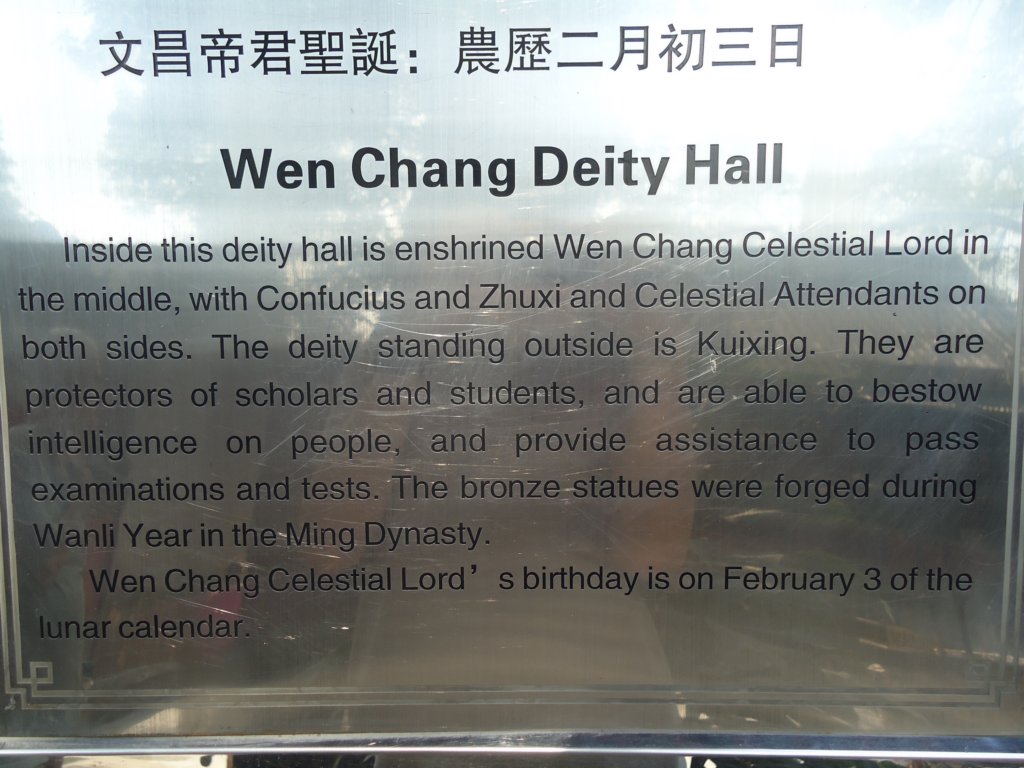 文昌帝君聖誕：農歷二月初三日
Wen Chang Deity Hall
Inside this deity hall is enshrined Wen Chang Celestial Lord in
the middle, with Confucius and Zhuxi and Celestial Attendants on
both sides. The deity standing outside is Kuixing. They are
protectors of scholars and students, and are able to bestow
intelligence on people, and provide assistance to pass
examinations and tests. The bronze statues were forged during
Wanli Year in the Ming Dynasty.
Wen Chang Celestial Lord’s birthday is on February 3 of the
lunar calendar.